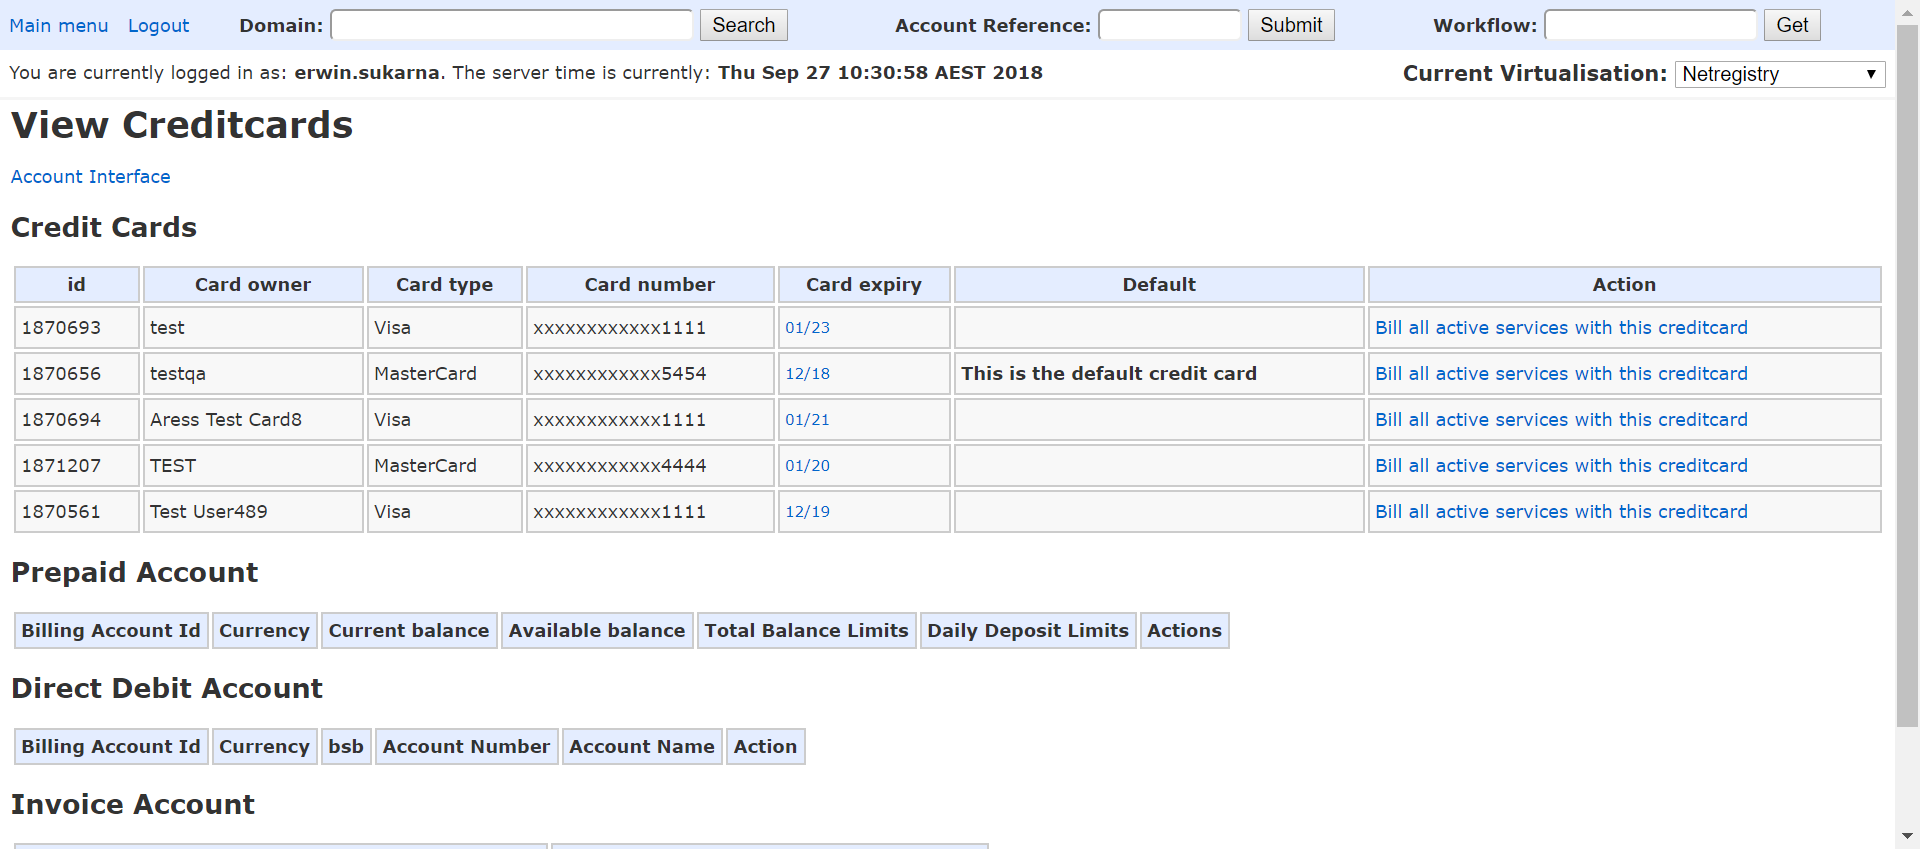 Main menu Logout Domain: Search Account Reference: Submit Workflow: Get
You are currently logged in as: erwin.sukarna. The server time is currently: Thu Sep 27 10:30:58 AEST 2018 Current Virtualisation: Netregistry
View Creditcards
Account Interface
Credit Cards
id Card owner Card type Card number Card expiry Default Action
1870693 test Visa xxxxxxxxxxxx1111 01/23 Bill all active services with this creditcard
1870656 testqa MasterCard xxxxxxxxxxxx5454 12/18 This is the default credit card Bill all active services with this creditcard
1870694 Aress Test Card8 Visa xxxxxxxxxxxx1111 01/21 Bill all active services with this creditcard
1871207 TEST MasterCard xxxxxxxxxxxx4444 01/20 Bill all active services with this creditcard
1870561 Test User489 Visa xxxxxxxxxxxx1111 12/19 Bill all active services with this creditcard
Prepaid Account
Billing Account Id Currency Current balance Available balance Total Balance Limits Daily Deposit Limits Actions
Direct Debit Account
Billing Account Id Currency bsb Account Number Account Name Action
Invoice Account